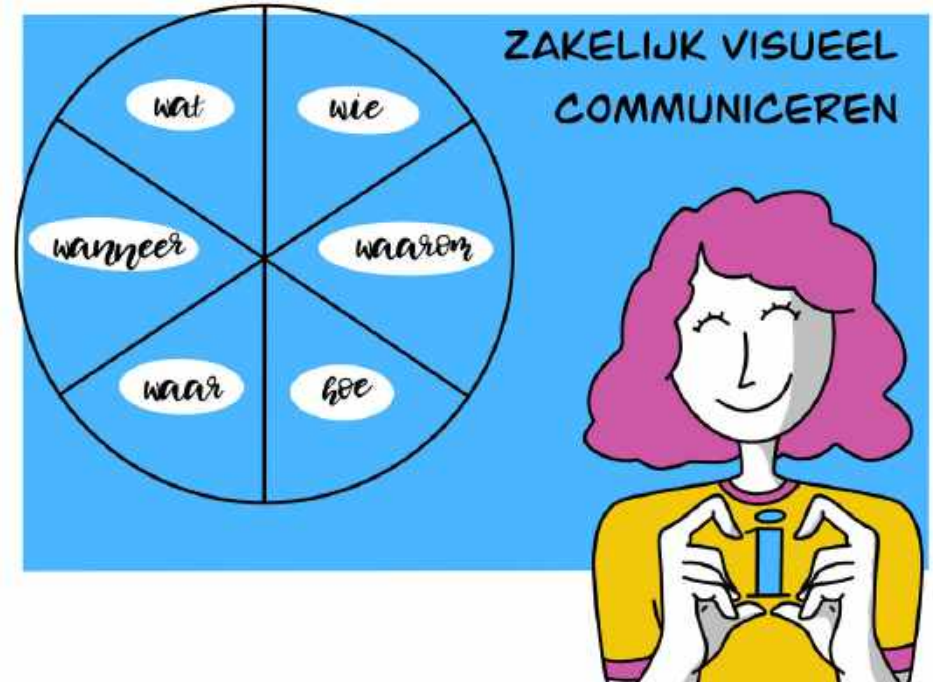 ZAKELIJK VISUEEL
COMMUNICEREN
wat
wie
wanneer
waarom
waar
hoe
i